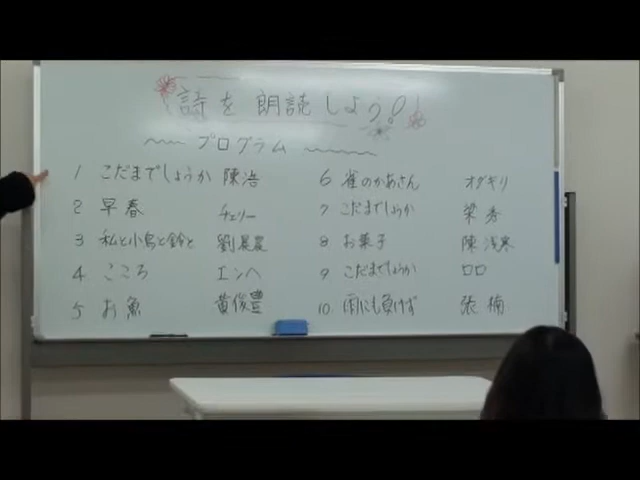 詩を朗読しよう!
プログラム
1 こだまでしょうか 陳浩
2 早春 チェリー
3 私と小鳥と鈴と 劉晨晨
4 こころ エンヘ
5 お魚 黄俊豊
6 雀のかあさん オダギリ
7 こだまでしょうか 梁秀
8 お菓子 陳浅寒
9 こだまでしょうか ロロ
10. 雨にも負けず 張楠